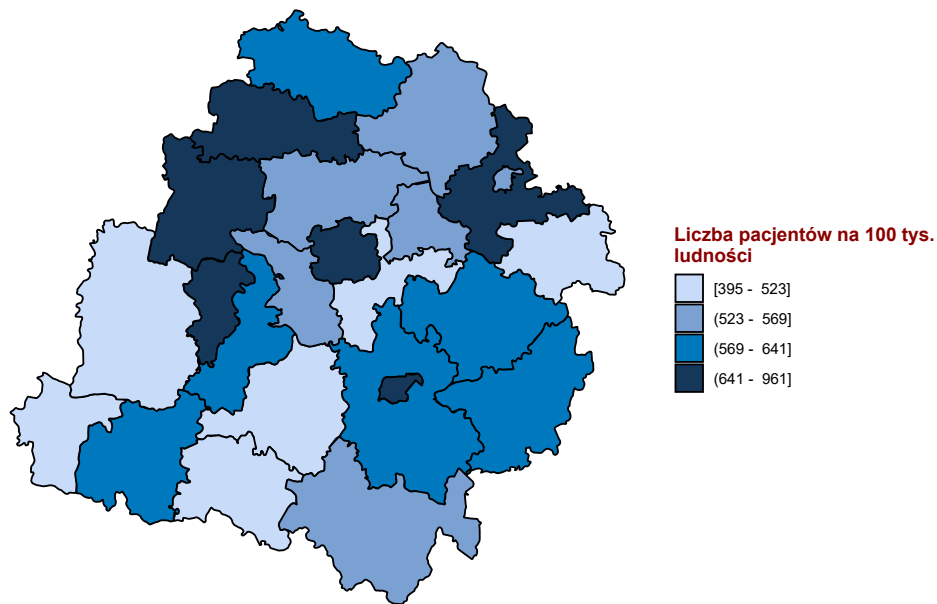 Liczba pacjentów na 100 tys.
ludności
[395 - 523]
(523 - 569]
(569 - 641]
(641 - 961]